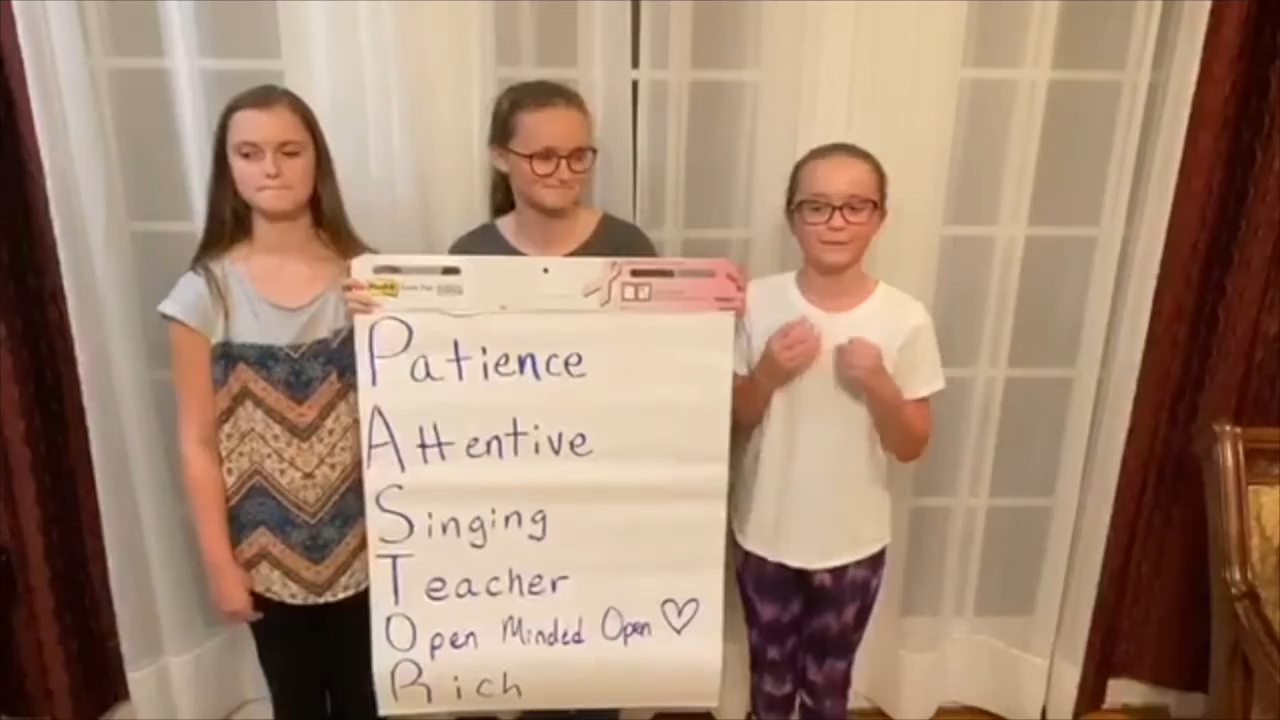 Patience
Attentive
Singing
Teacher
Open Minded Open ♡
Rich